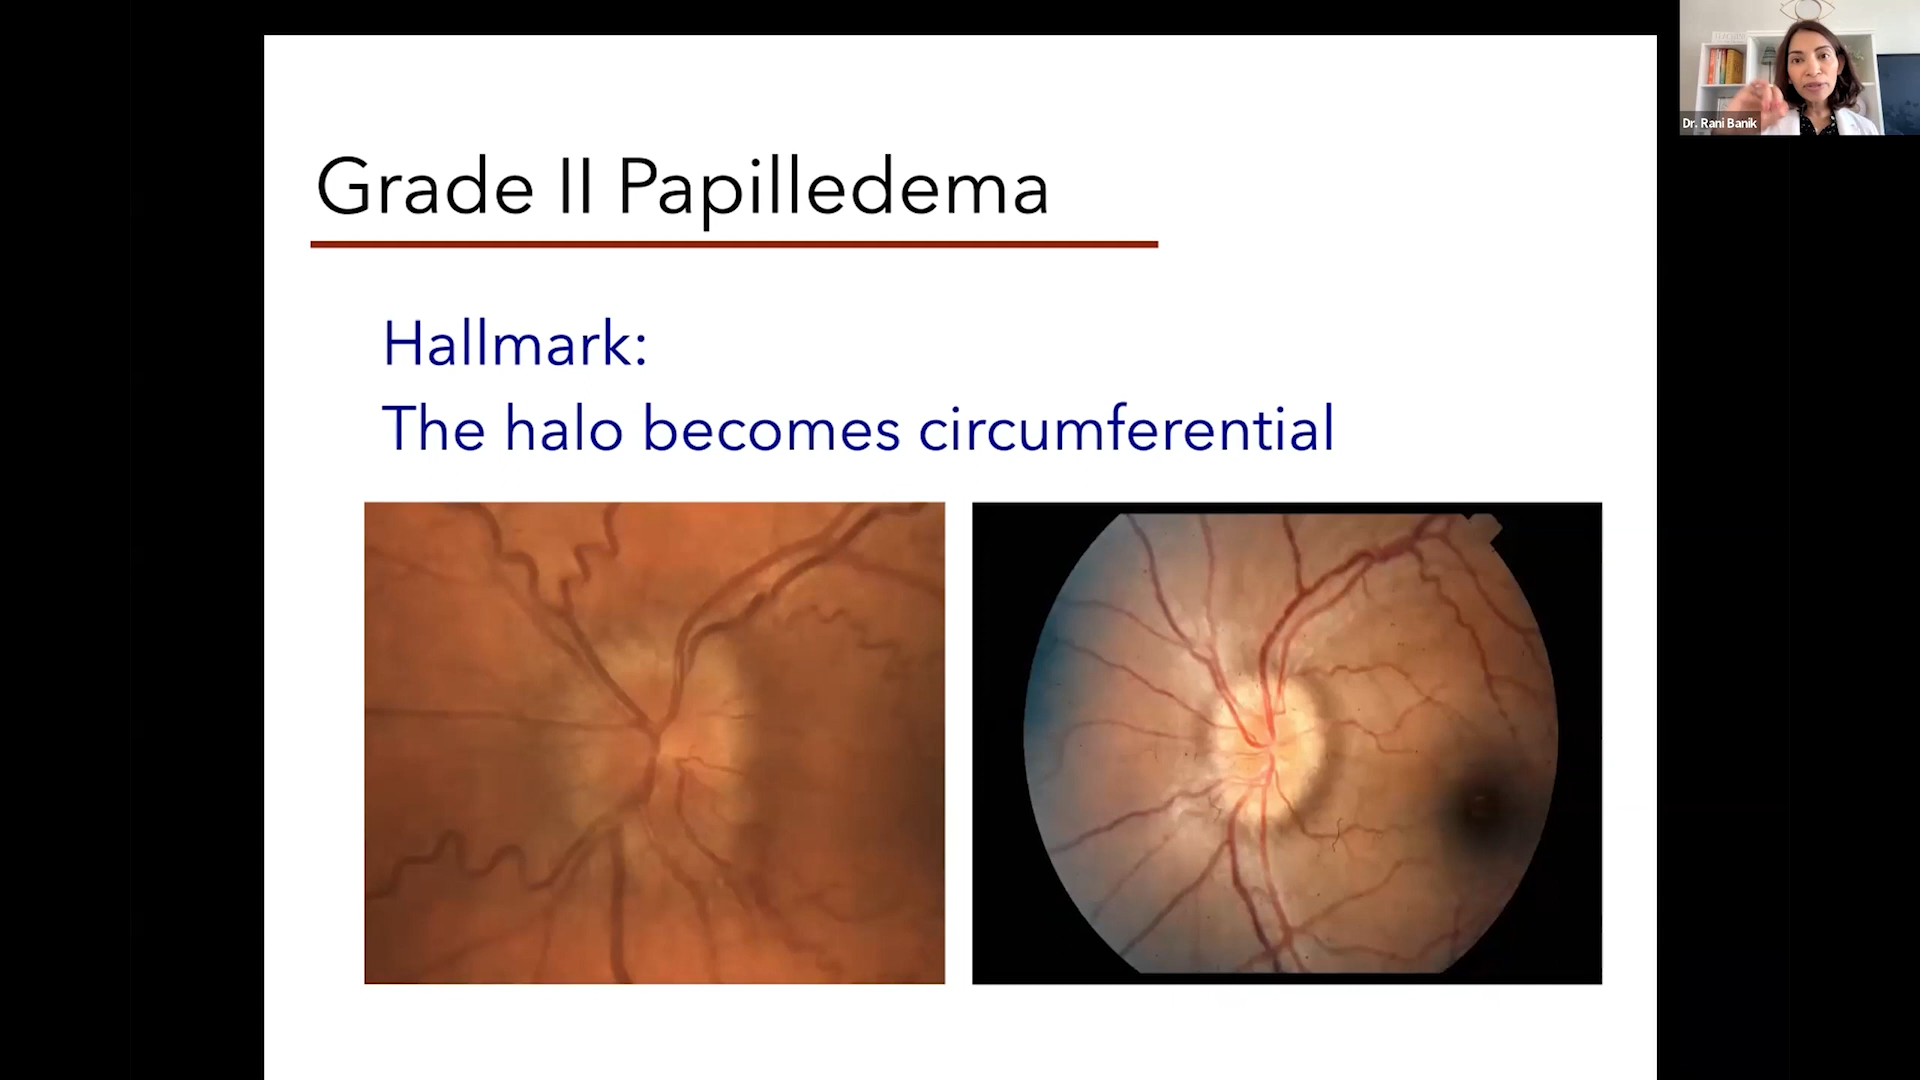 Grade II Papilledema
Hallmark:
The halo becomes circumferential
Dr. Rani Banik